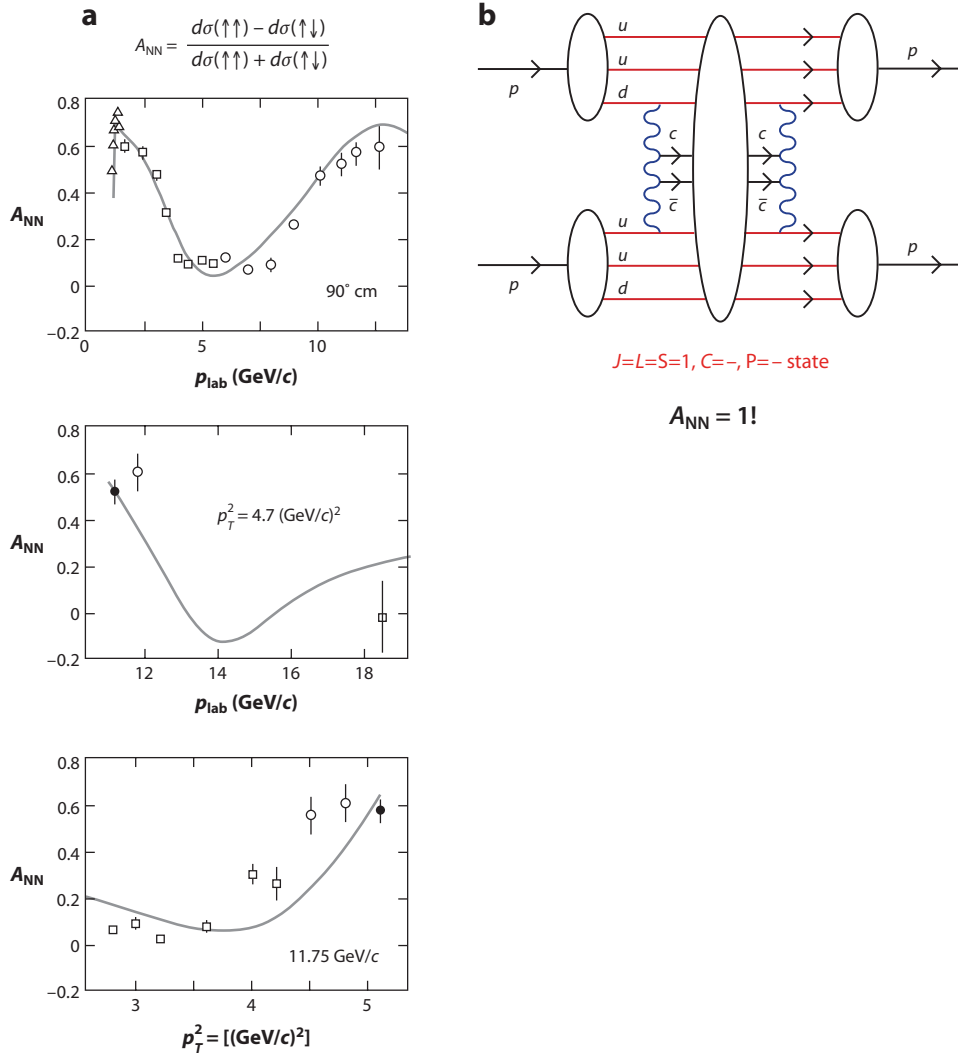 a
A_NN = dσ(↑↑) − dσ(↑↓)
dσ(↑↑) + dσ(↑↓)
0.8
0.6
0.4
A_NN
0.2
0
90˚ cm
−0.2
0 5 10
p_lab (GeV/c)
0.8
0.6
p_T^2 = 4.7 (GeV/c)^2
0.4
A_NN
0.2
0
−0.2
12 14 16 18
p_lab (GeV/c)
0.8
0.6
0.4
A_NN
0.2
0
11.75 GeV/c
−0.2
3 4 5
p_T^2 = [(GeV/c)^2]
b
u
u
p p
d
c c
c̅ c̅
u
u
p p
d
J=L=S=1, C=–, P=– state
A_NN = 1!